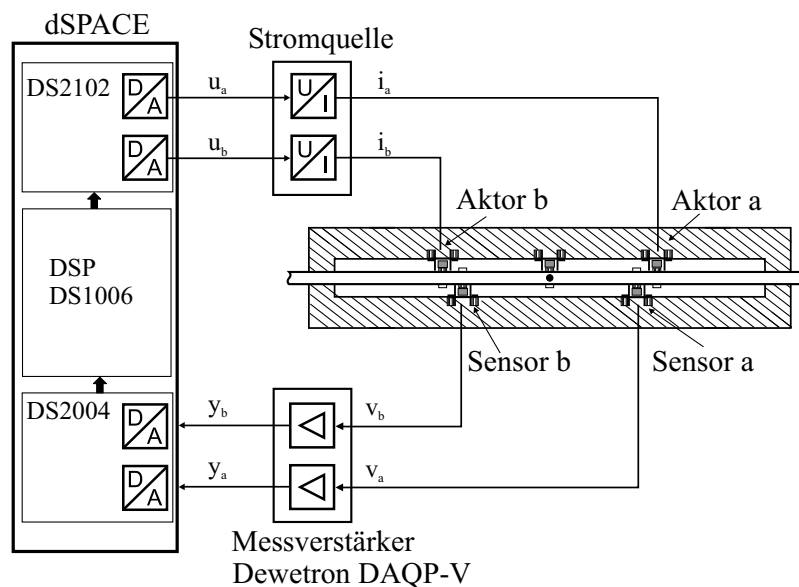 dSPACE
Stromquelle
DS2102
D
A
u_a
U
I
i_a
D
A
u_b
U
I
i_b
Aktor b
Aktor a
DSP
DS1006
Sensor b
Sensor a
DS2004
D
A
y_b
v_b
D
A
y_a
v_a
Messverstärker
Dewetron DAQP-V